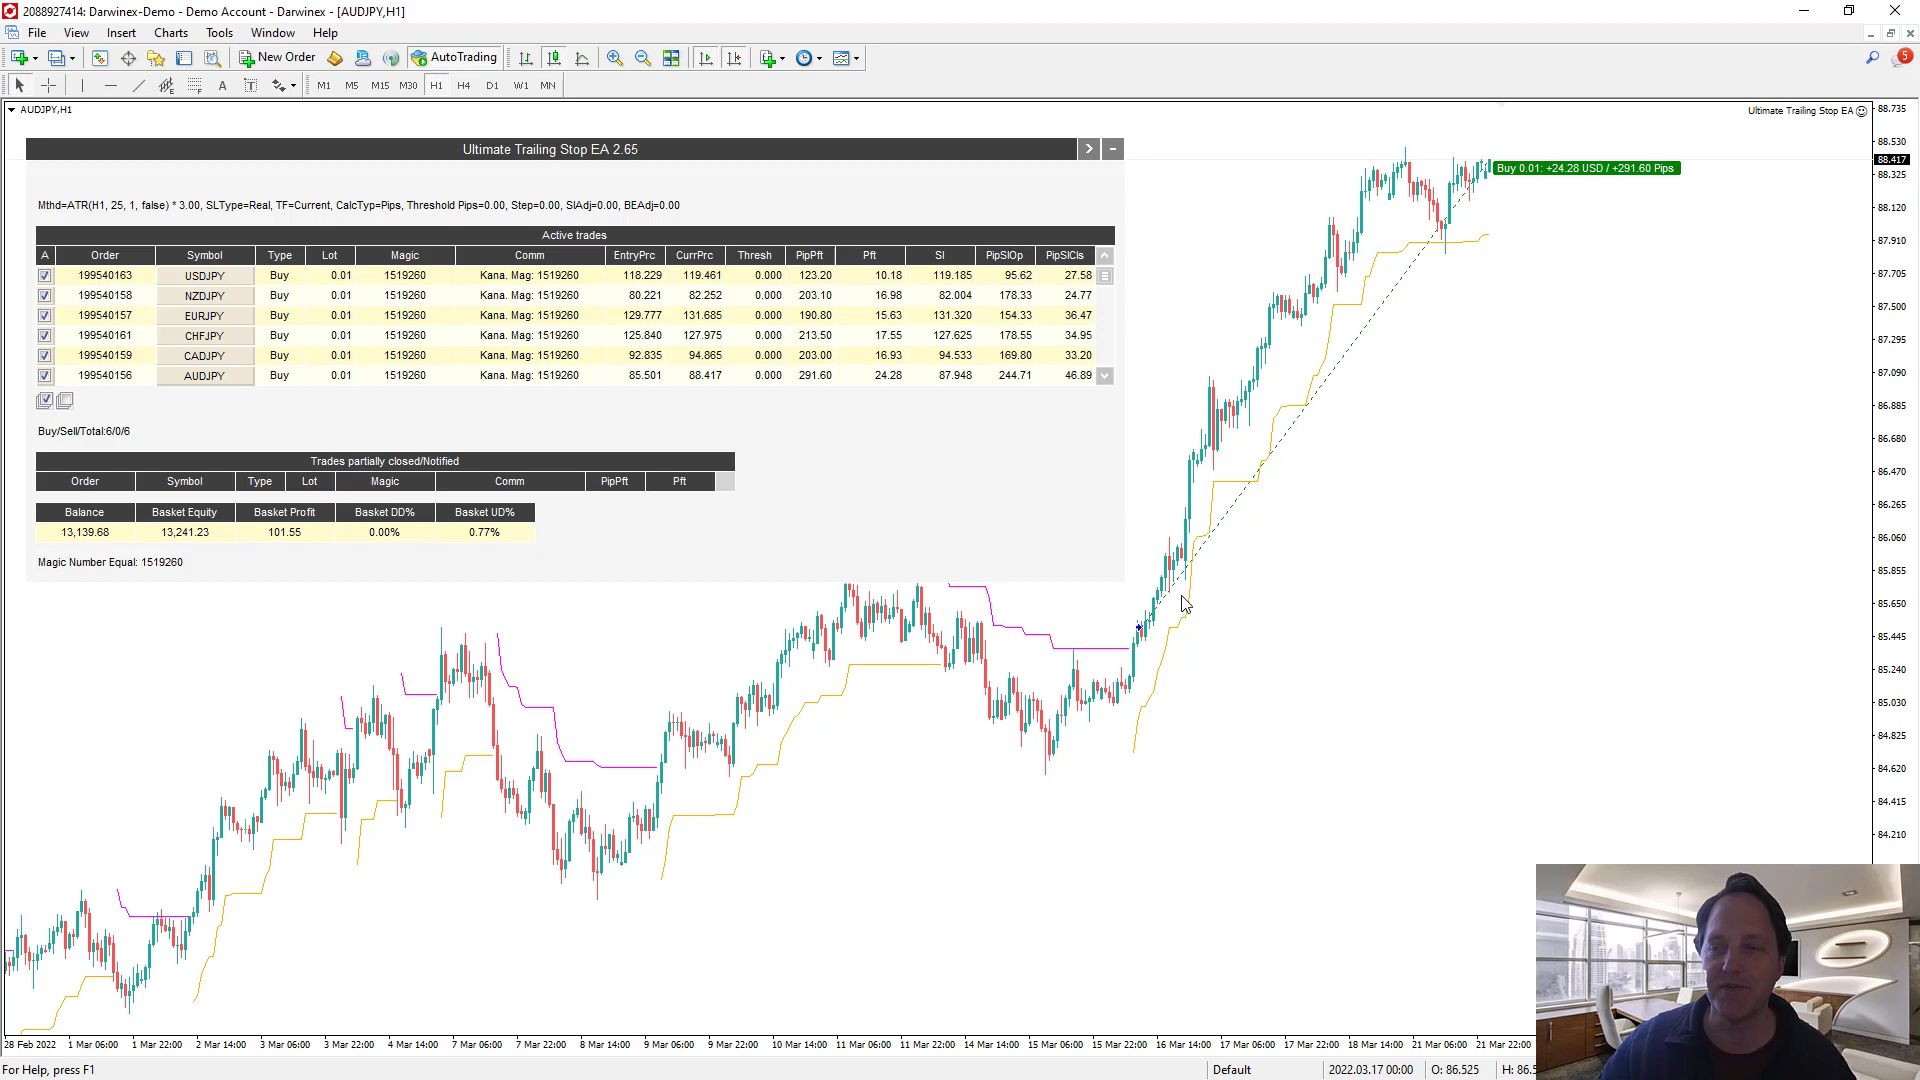 2088927414: Darwinex-Demo - Demo Account - Darwinex - [AUDJPY,H1]
File View Insert Charts Tools Window Help
New Order AutoTrading 5
A T M1 M5 M15 M30 H1 H4 D1 W1 MN
AUDJPY,H1
Ultimate Trailing Stop EA
Ultimate Trailing Stop EA 2.65
Buy 0.01: +24.28 USD / +291.60 Pips
Mthd=ATR(H1, 25, 1, false) * 3.00, SLType=Real, TF=Current, CalcTyp=Pips, Threshold Pips=0.00, Step=0.00, SlAdj=0.00, BEAdj=0.00
Active trades
A Order Symbol Type Lot Magic Comm EntryPrc CurrPrc Thresh PipPft Pft Sl PipSlOp PipSlCls
199540163 USDJPY Buy 0.01 1519260 Kana. Mag: 1519260 118.229 119.461 0.000 123.20 10.18 119.185 95.62 27.58
199540158 NZDJPY Buy 0.01 1519260 Kana. Mag: 1519260 80.221 82.252 0.000 203.10 16.98 82.004 178.33 24.77
199540157 EURJPY Buy 0.01 1519260 Kana. Mag: 1519260 129.777 131.685 0.000 190.80 15.63 131.320 154.33 36.47
199540161 CHFJPY Buy 0.01 1519260 Kana. Mag: 1519260 125.840 127.975 0.000 213.50 17.55 127.625 178.55 34.95
199540159 CADJPY Buy 0.01 1519260 Kana. Mag: 1519260 92.835 94.865 0.000 203.00 16.93 94.533 169.80 33.20
199540156 AUDJPY Buy 0.01 1519260 Kana. Mag: 1519260 85.501 88.417 0.000 291.60 24.28 87.948 244.71 46.89
Buy/Sell/Total:6/0/6
Trades partially closed/Notified
Order Symbol Type Lot Magic Comm PipPft Pft
Balance Basket Equity Basket Profit Basket DD% Basket UD%
13,139.68 13,241.23 101.55 0.00% 0.77%
Magic Number Equal: 1519260
88.735
88.530
88.417
88.325
88.120
87.910
87.705
87.500
87.295
87.090
86.885
86.680
86.470
86.265
86.060
85.855
85.650
85.445
85.240
85.030
84.825
84.620
84.415
84.210
28 Feb 2022 1 Mar 06:00 1 Mar 22:00 2 Mar 14:00 3 Mar 06:00 3 Mar 22:00 4 Mar 14:00 7 Mar 06:00 7 Mar 22:00 8 Mar 14:00 9 Mar 06:00 9 Mar 22:00 10 Mar 14:00 11 Mar 06:00 11 Mar 22:00 14 Mar 14:00 15 Mar 06:00 15 Mar 22:00 16 Mar 14:00 17 Mar 06:00 17 Mar 22:00 18 Mar 14:00 21 Mar 06:00 21 Mar 22:00
For Help, press F1 Default 2022.03.17 00:00 O: 86.525 H: